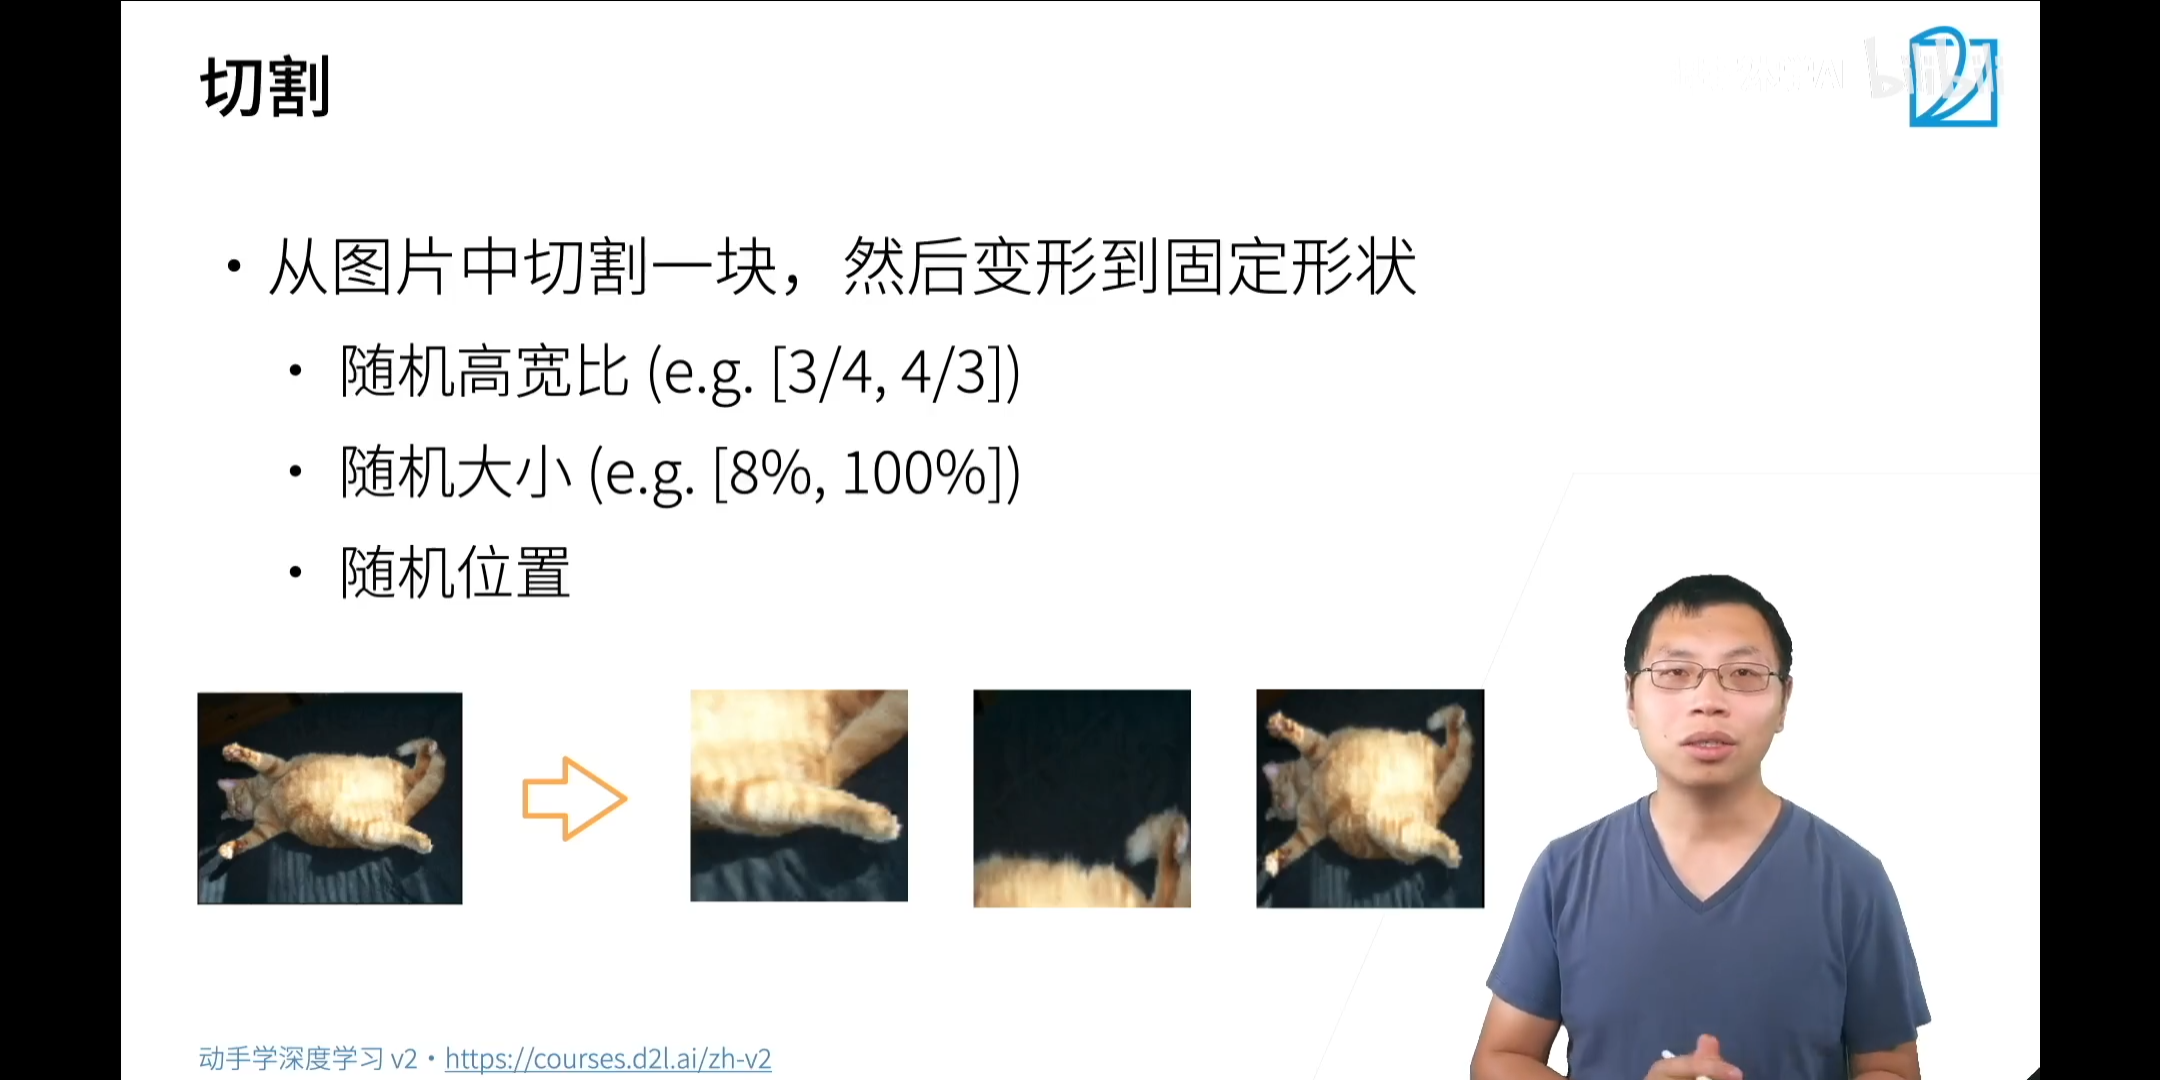 切割
bilibili
• 从图片中切割一块，然后变形到固定形状
• 随机高宽比 (e.g. [3/4, 4/3])
• 随机大小 (e.g. [8%, 100%])
• 随机位置
动手学深度学习 v2 • https://courses.d2l.ai/zh-v2